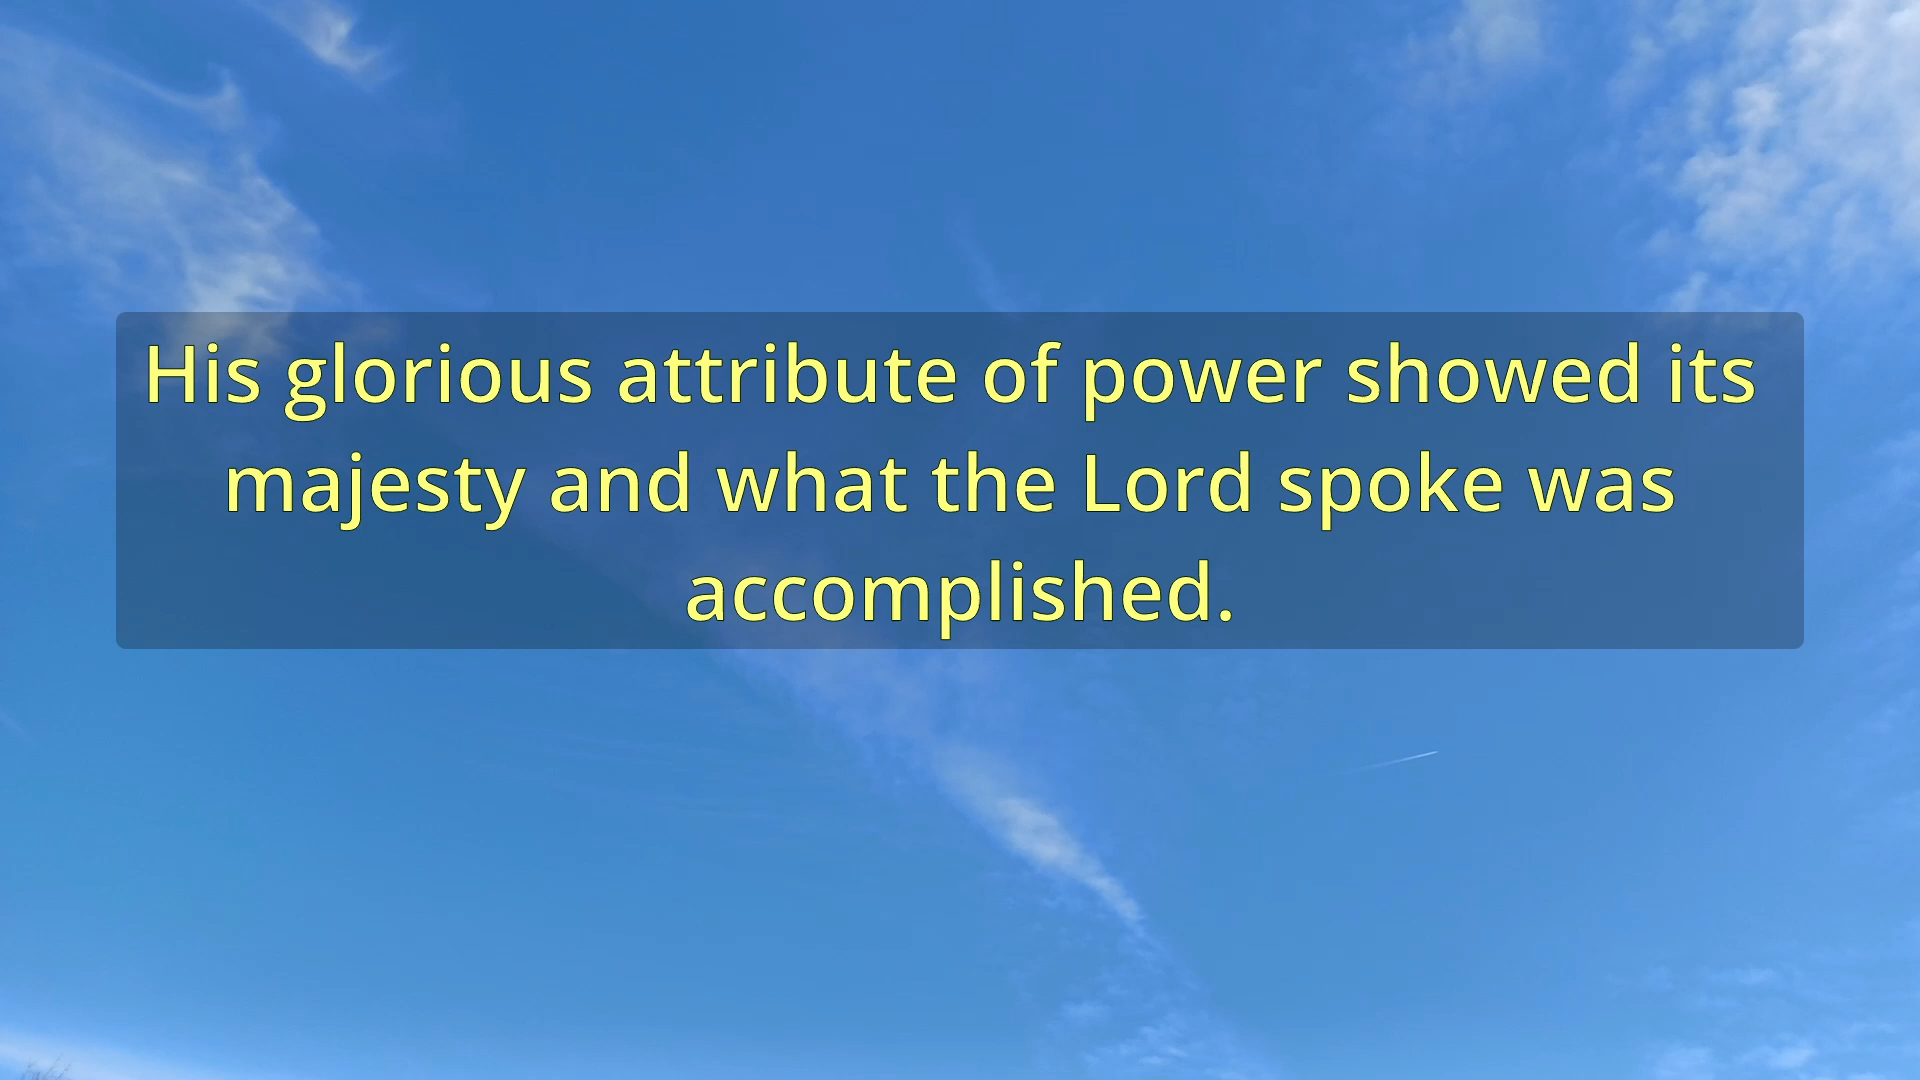 His glorious attribute of power showed its
majesty and what the Lord spoke was
accomplished.